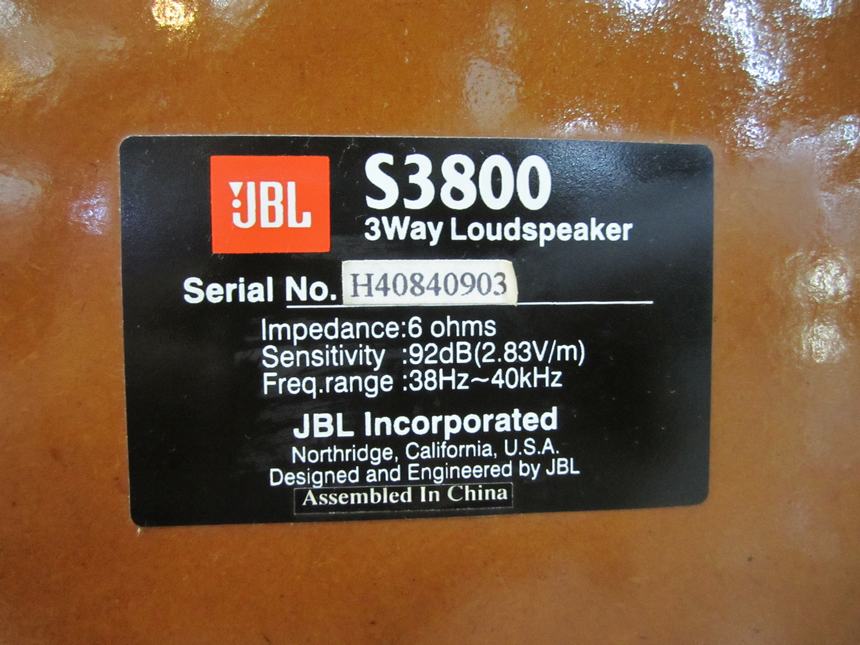 JBL
S3800
3Way Loudspeaker
Serial No. H40840903
Impedance:6 ohms
Sensitivity :92dB(2.83V/m)
Freq.range :38Hz~40kHz
JBL Incorporated
Northridge, California, U.S.A.
Designed and Engineered by JBL
Assembled In China